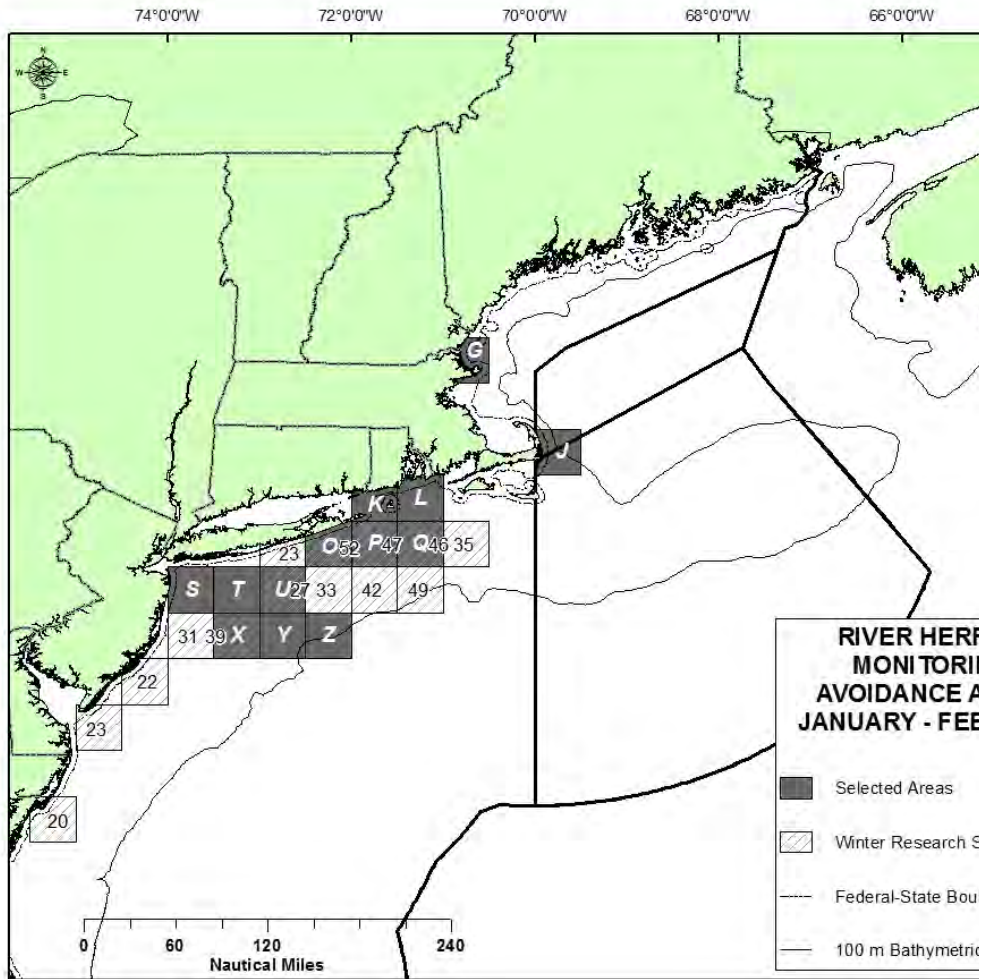 74°0'0"W 72°0'0"W 70°0'0"W 68°0'0"W 66°0'0"W
N
W E
S
G
J
K L
23 O 52 P 47 Q 46 35
S T U 27 33 42 49
31 39 X Y Z
22
23
20
RIVER HERR
MONITORI
AVOIDANCE A
JANUARY - FEB
Selected Areas
Winter Research S
Federal-State Bou
100 m Bathymetric
0 60 120 240
Nautical Miles